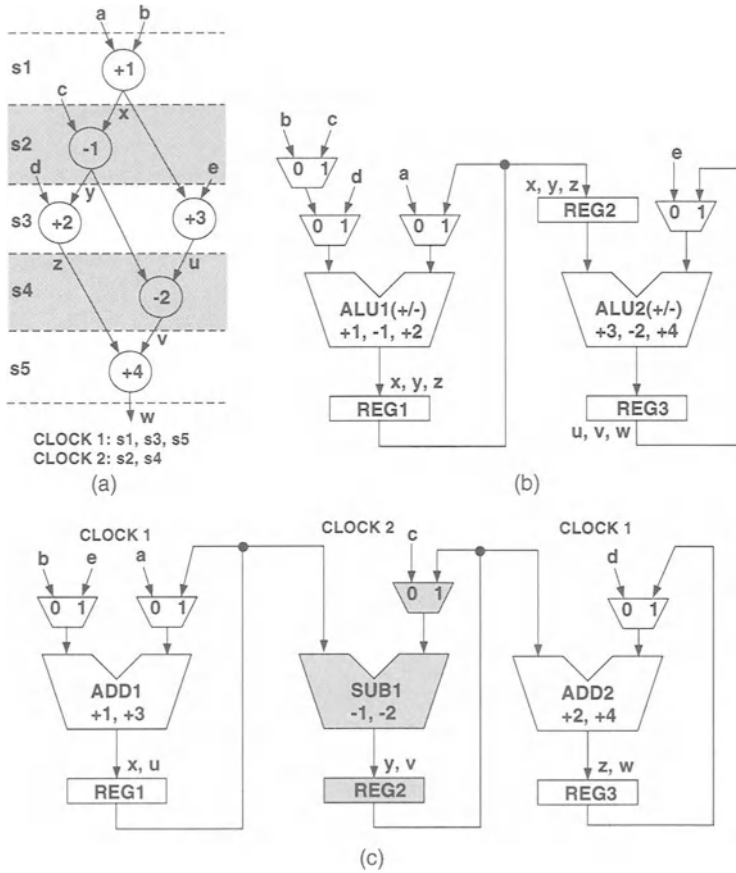 a b
s1
+1
c
x
s2
-1
d
y
e
s3
+2
+3
z
u
s4
-2
v
s5
+4
w
CLOCK 1: s1, s3, s5
CLOCK 2: s2, s4
(a)
b c
0 1
d
a
0 1
0 1
x, y, z
REG2
e
0 1
ALU1(+/-)
+1, -1, +2
ALU2(+/-)
+3, -2, +4
x, y, z
REG1
REG3
u, v, w
(b)
CLOCK 1
CLOCK 2
CLOCK 1
b e
a
c
d
0 1
0 1
0 1
0 1
ADD1
+1, +3
SUB1
-1, -2
ADD2
+2, +4
x, u
y, v
z, w
REG1
REG2
REG3
(c)